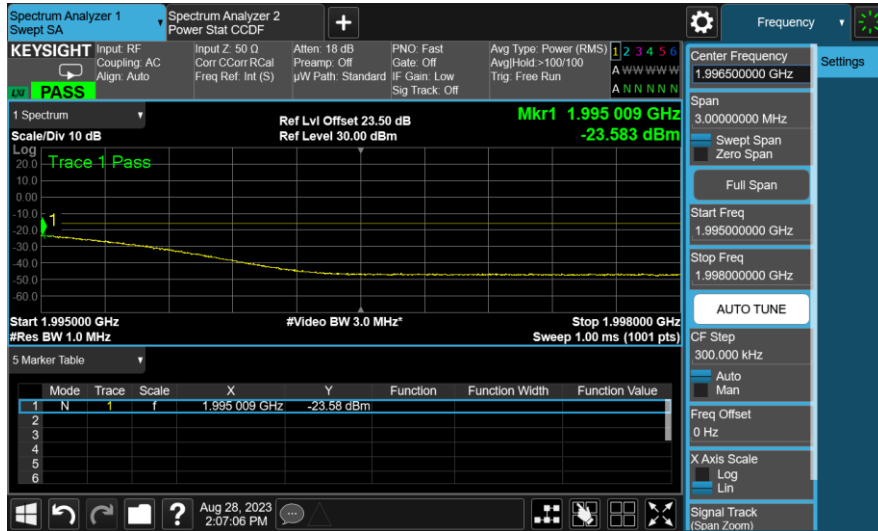 Spectrum Analyzer 1
Swept SA
Spectrum Analyzer 2
Power Stat CCDF
Frequency
KEYSIGHT
Input: RF
Coupling: AC
Align: Auto
Input Z: 50 Ω
Corr CCorr RCal
Freq Ref: Int (S)
Atten: 18 dB
Preamp: Off
µW Path: Standard
PNO: Fast
Gate: Off
IF Gain: Low
Sig Track: Off
Avg Type: Power (RMS)
Avg|Hold:>100/100
Trig: Free Run
1 2 3 4 5 6
A W W W W W
A N N N N N
LXI
PASS
1 Spectrum
Scale/Div 10 dB
Ref Lvl Offset 23.50 dB
Ref Level 30.00 dBm
Mkr1 1.995 009 GHz
-23.583 dBm
Log
Trace 1 Pass
20.0
10.0
0.00
-10.0
-20.0
-30.0
-40.0
-50.0
-60.0
1
Start 1.995000 GHz
#Res BW 1.0 MHz
#Video BW 3.0 MHz*
Stop 1.998000 GHz
Sweep 1.00 ms (1001 pts)
5 Marker Table
Mode Trace Scale X Y Function Function Width Function Value
1 N 1 f 1.995 009 GHz -23.58 dBm
2
3
4
5
6
Aug 28, 2023
2:07:06 PM
Center Frequency
1.996500000 GHz
Span
3.00000000 MHz
Swept Span
Zero Span
Full Span
Start Freq
1.995000000 GHz
Stop Freq
1.998000000 GHz
AUTO TUNE
CF Step
300.000 kHz
Auto
Man
Freq Offset
0 Hz
X Axis Scale
Log
Lin
Signal Track
(Span Zoom)
Settings